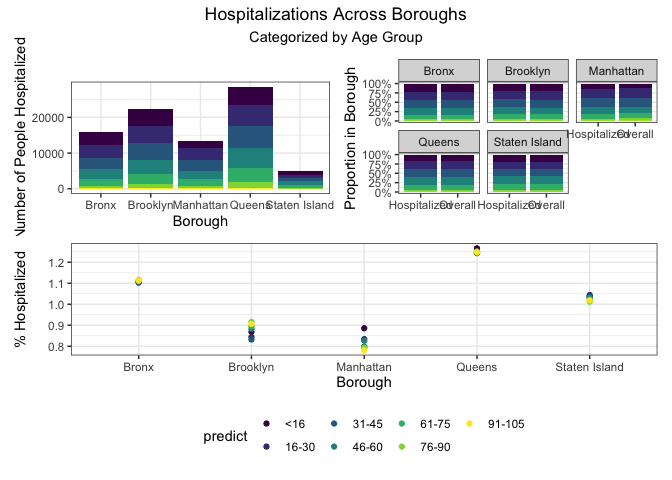 Hospitalizations Across Boroughs
Categorized by Age Group
Number of People Hospitalized
20000
10000
0
Bronx Brooklyn Manhattan Queens Staten Island
Borough
Proportion in Borough
Bronx Brooklyn Manhattan
100%
75%
50%
25%
0%
Hospitalized Overall
Queens Staten Island
100%
75%
50%
25%
0%
Hospitalized Overall Hospitalized Overall
% Hospitalized
1.2
1.1
1.0
0.9
0.8
Bronx Brooklyn Manhattan Queens Staten Island
Borough
predict
<16 31-45 61-75 91-105
16-30 46-60 76-90